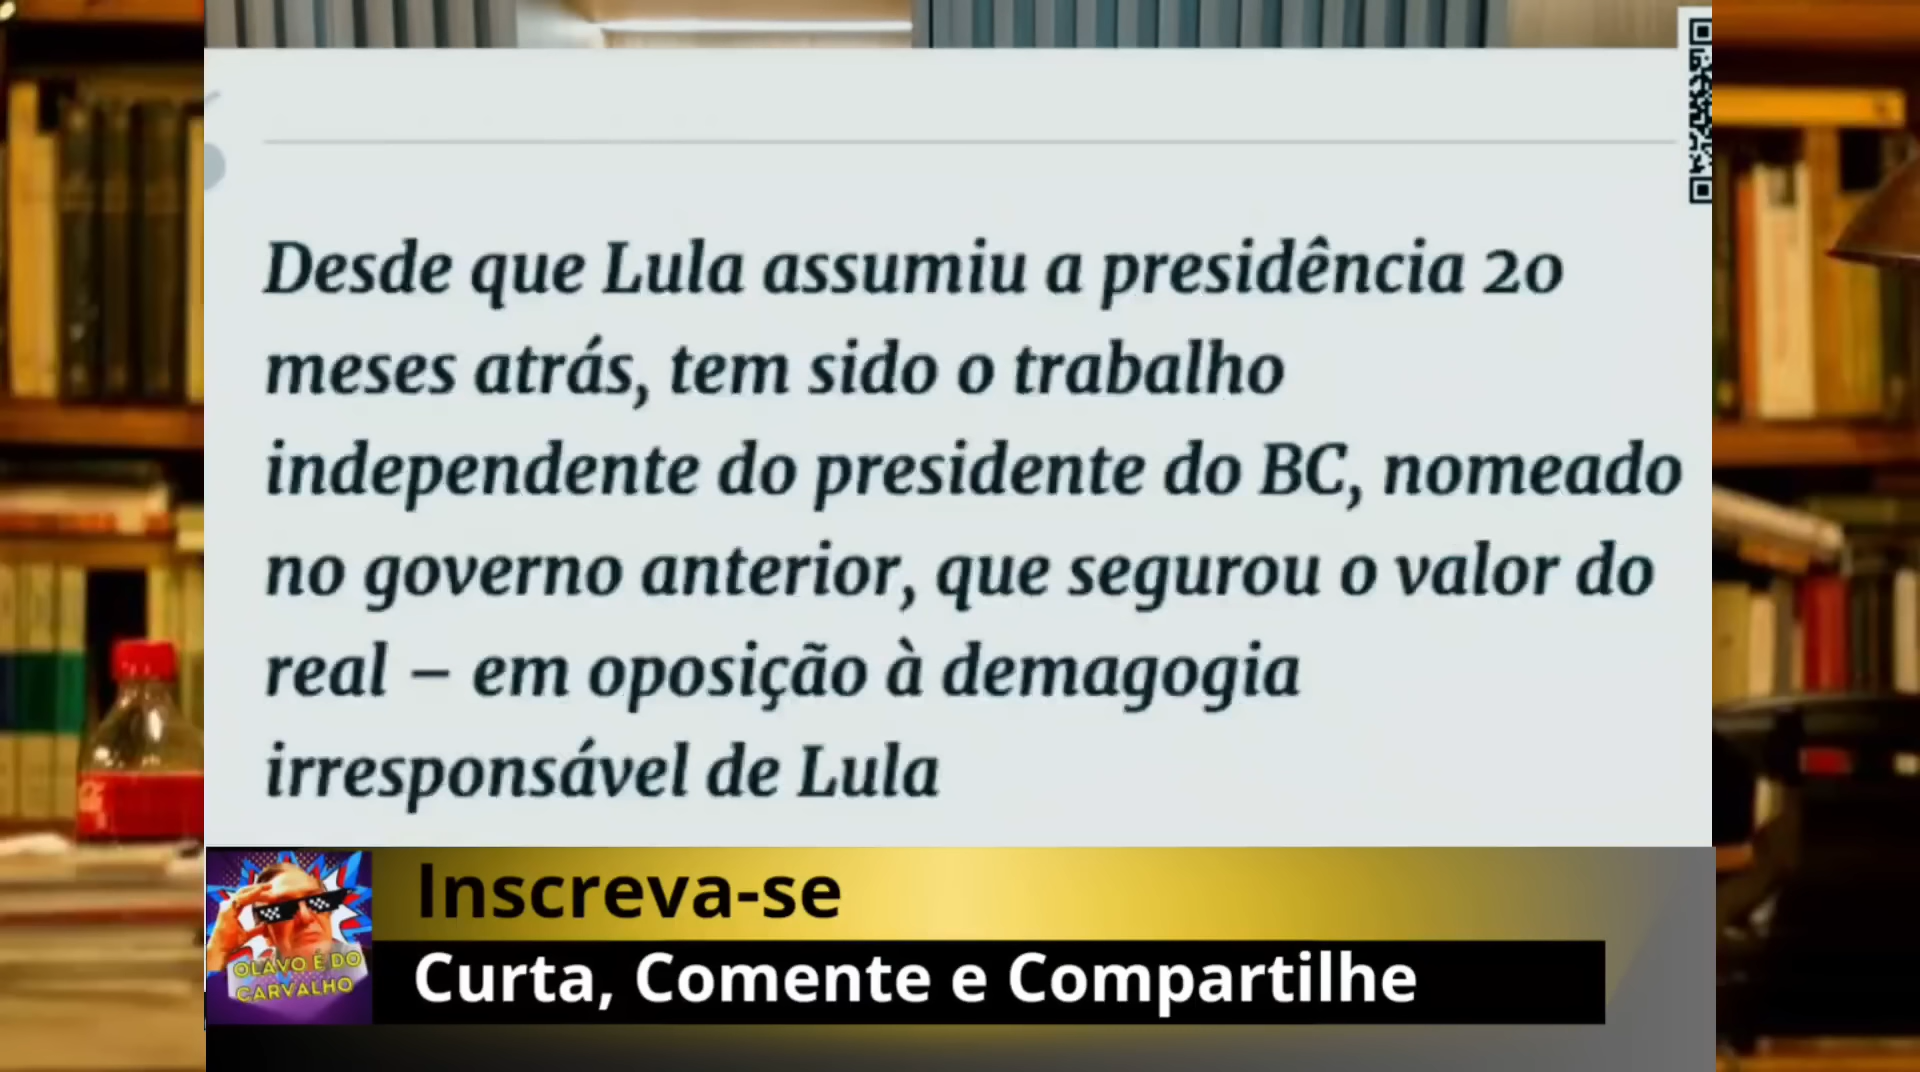 Desde que Lula assumiu a presidência 20
meses atrás, tem sido o trabalho
independente do presidente do BC, nomeado
no governo anterior, que segurou o valor do
real – em oposição à demagogia
irresponsável de Lula
Inscreva-se
OLAVO É DO
CARVALHO
Curta, Comente e Compartilhe